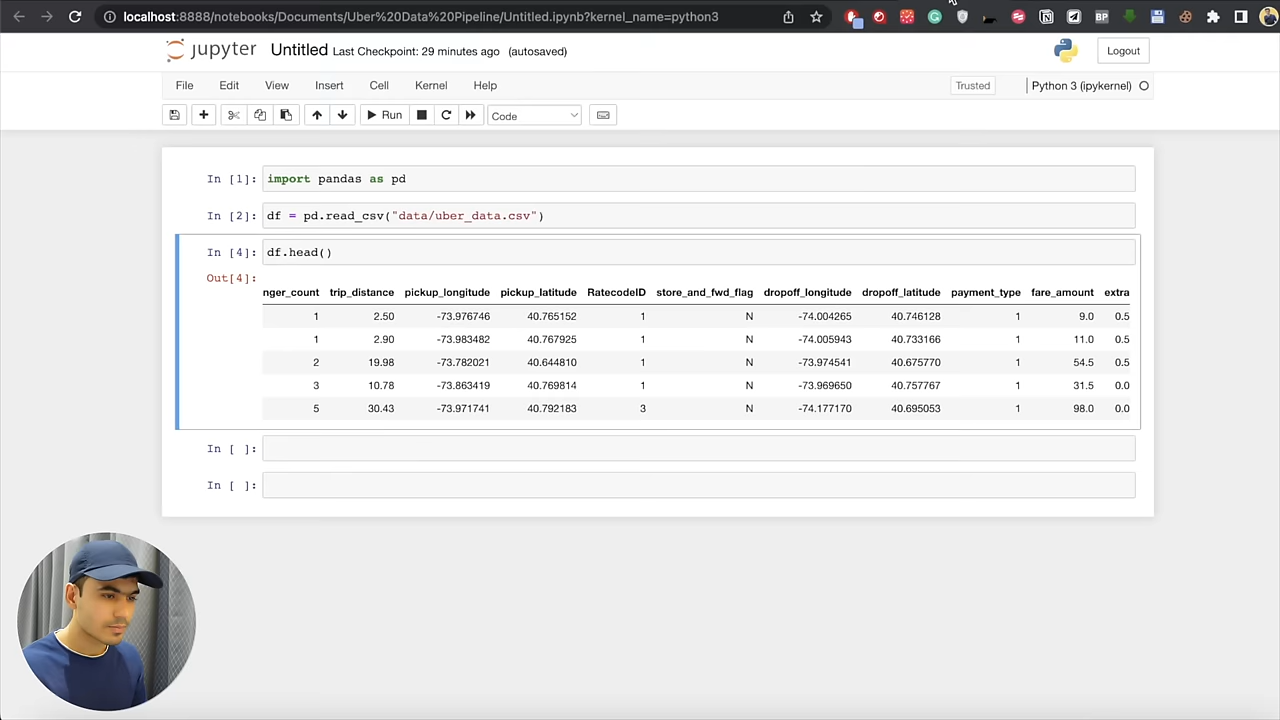 localhost:8888/notebooks/Documents/Uber%20Data%20Pipeline/Untitled.ipynb?kernel_name=python3
BP
jupyter Untitled Last Checkpoint: 29 minutes ago (autosaved)
Logout
File Edit View Insert Cell Kernel Help
Trusted
Python 3 (ipykernel)
Run
Code
In [1]: import pandas as pd
In [2]: df = pd.read_csv("data/uber_data.csv")
In [4]: df.head()
Out[4]:
nger_count trip_distance pickup_longitude pickup_latitude RatecodeID store_and_fwd_flag dropoff_longitude dropoff_latitude payment_type fare_amount extra
1 2.50 -73.976746 40.765152 1 N -74.004265 40.746128 1 9.0 0.5
1 2.90 -73.983482 40.767925 1 N -74.005943 40.733166 1 11.0 0.5
2 19.98 -73.782021 40.644810 1 N -73.974541 40.675770 1 54.5 0.5
3 10.78 -73.863419 40.769814 1 N -73.969650 40.757767 1 31.5 0.0
5 30.43 -73.971741 40.792183 3 N -74.177170 40.695053 1 98.0 0.0
In [ ]:
In [ ]: